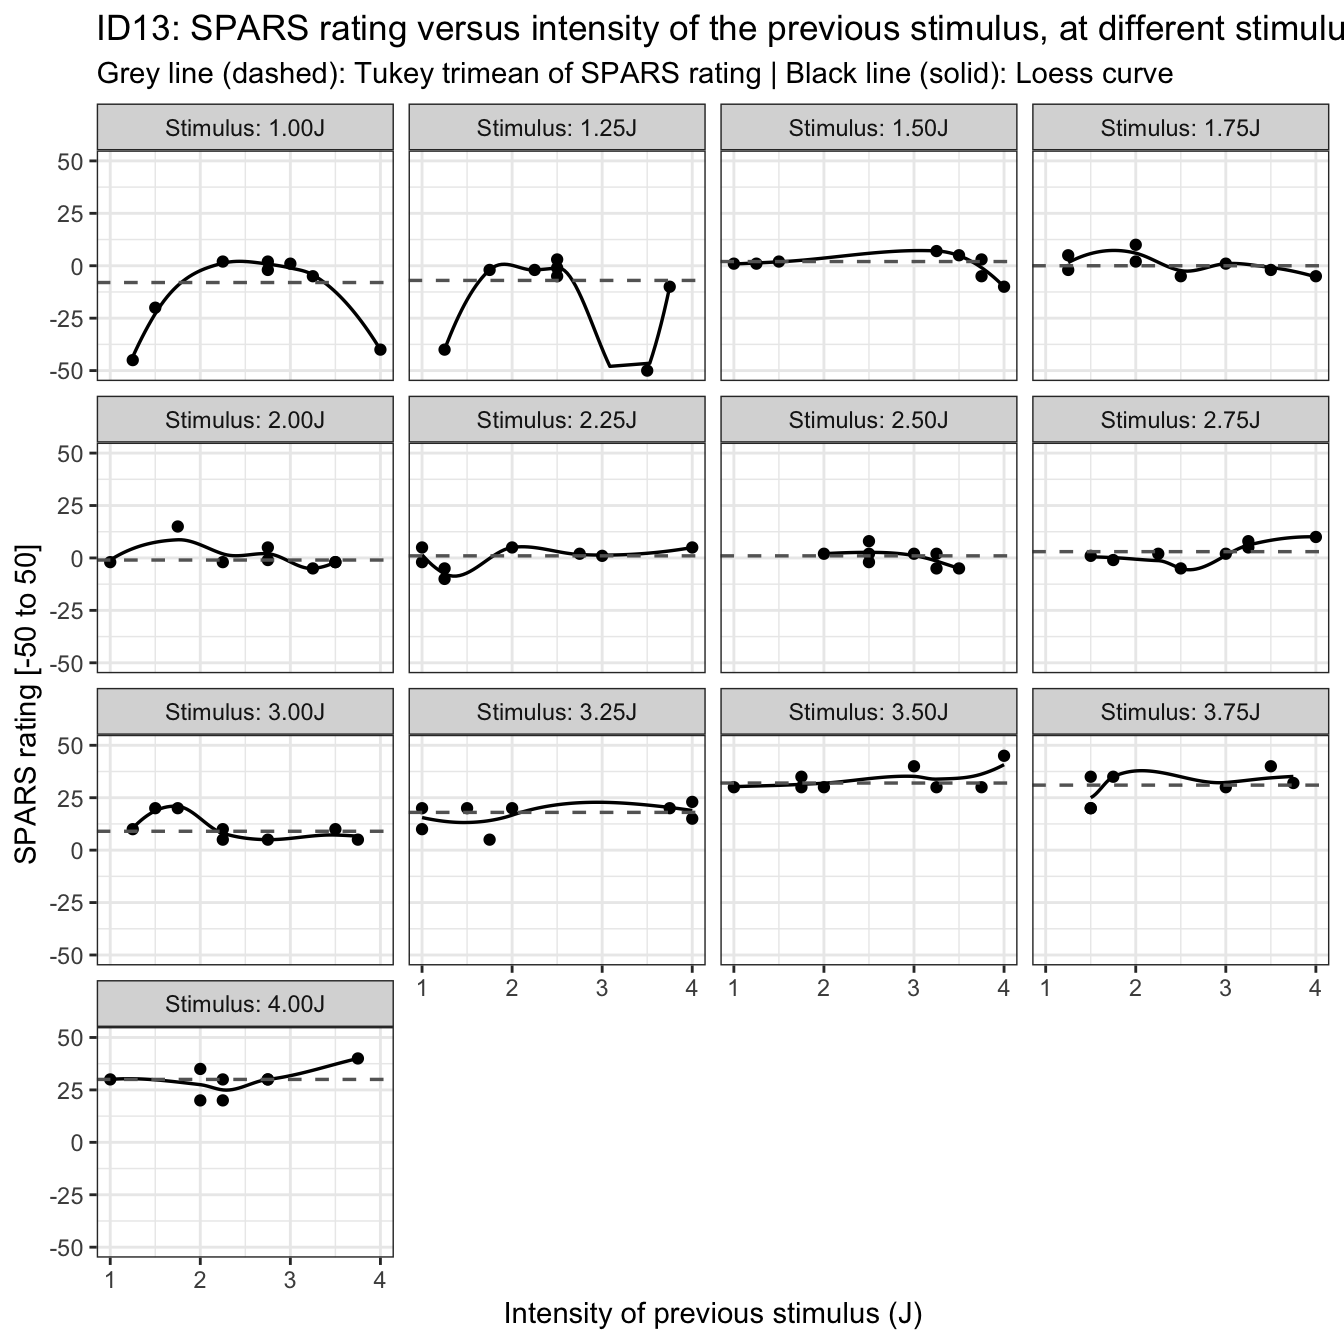 ID13: SPARS rating versus intensity of the previous stimulus, at different stimulu
Grey line (dashed): Tukey trimean of SPARS rating | Black line (solid): Loess curve
Stimulus: 1.00J
Stimulus: 1.25J
Stimulus: 1.50J
Stimulus: 1.75J
50
25
0
-25
-50
Stimulus: 2.00J
Stimulus: 2.25J
Stimulus: 2.50J
Stimulus: 2.75J
50
25
0
-25
-50
SPARS rating [-50 to 50]
Stimulus: 3.00J
Stimulus: 3.25J
Stimulus: 3.50J
Stimulus: 3.75J
50
25
0
-25
-50
1 2 3 4
1 2 3 4
1 2 3 4
Stimulus: 4.00J
50
25
0
-25
-50
1 2 3 4
Intensity of previous stimulus (J)